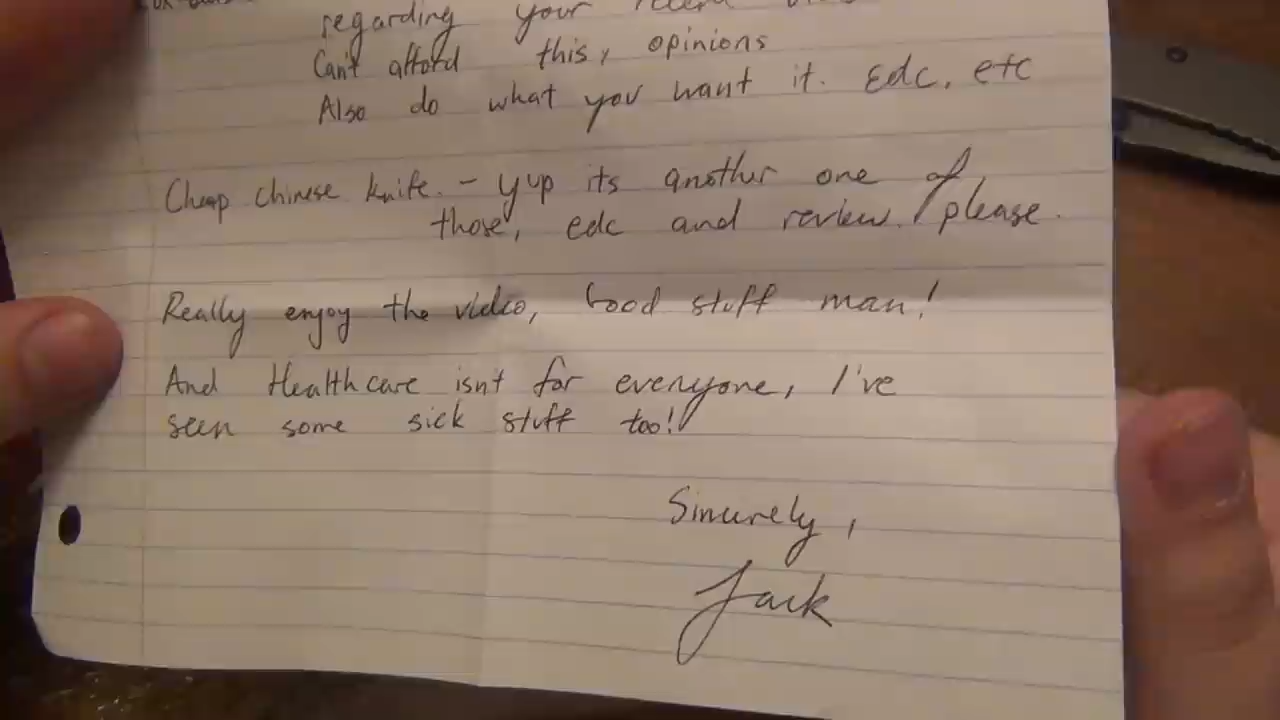 regarding your recent
Can't afford this, opinions
Also do what you want it. Edc, etc
Cheap Chinese knife. - yup its another one of
those, edc and review please.
Really enjoy the video, Good stuff man!
And Healthcare isnt for everyone, I've
seen some sick stuff too!
Sincerely,
Jack